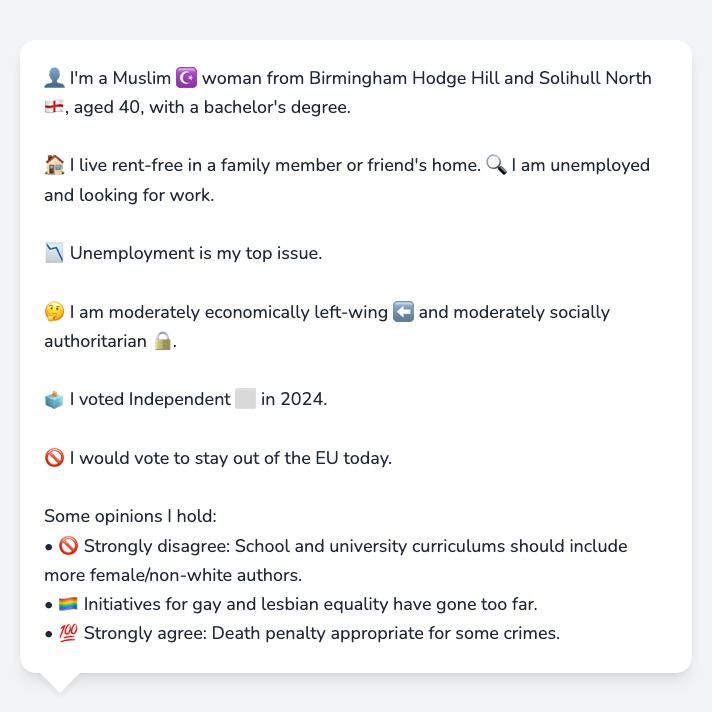 👤 I'm a Muslim ☪️ woman from Birmingham Hodge Hill and Solihull North
🏴󠁧󠁢󠁥󠁮󠁧󠁿, aged 40, with a bachelor's degree.
🏠 I live rent-free in a family member or friend's home. 🔍 I am unemployed
and looking for work.
📉 Unemployment is my top issue.
🤔 I am moderately economically left-wing ⬅️ and moderately socially
authoritarian 🔒.
🗳️ I voted Independent ⬜ in 2024.
🚫 I would vote to stay out of the EU today.
Some opinions I hold:
• 🚫 Strongly disagree: School and university curriculums should include
more female/non-white authors.
• 🏳️‍🌈 Initiatives for gay and lesbian equality have gone too far.
• 💯 Strongly agree: Death penalty appropriate for some crimes.